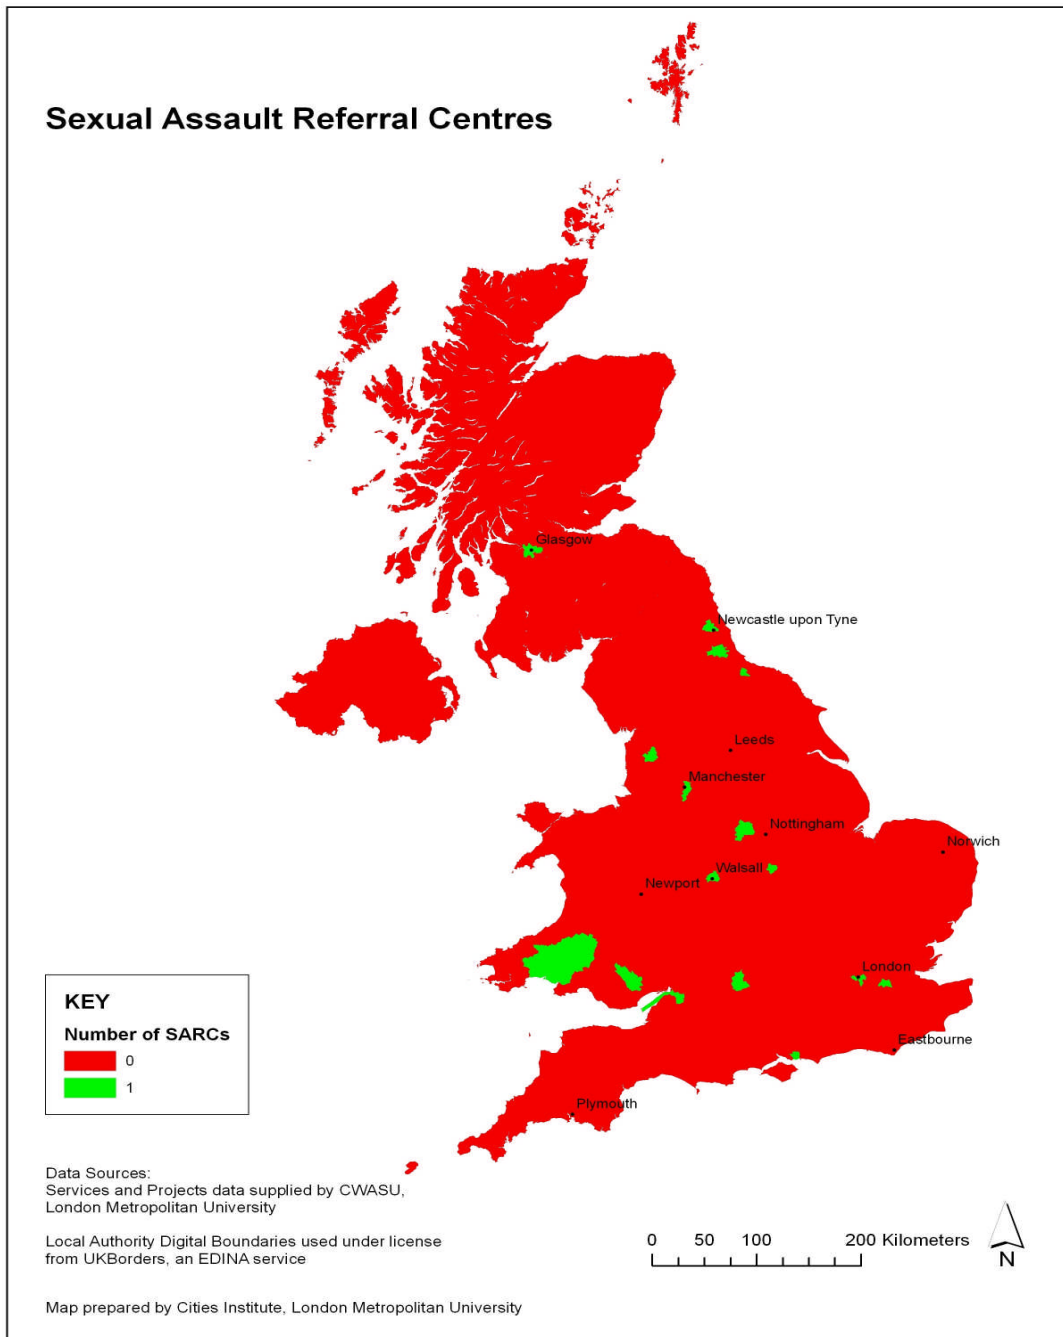 Sexual Assault Referral Centres
Glasgow
Newcastle upon Tyne
Leeds
Manchester
Nottingham
Norwich
Walsall
Newport
London
Eastbourne
Plymouth
KEY
Number of SARCs
0
1
Data Sources:
Services and Projects data supplied by CWASU,
London Metropolitan University
Local Authority Digital Boundaries used under license
from UKBorders, an EDINA service
Map prepared by Cities Institute, London Metropolitan University
0 50 100 200 Kilometers
N